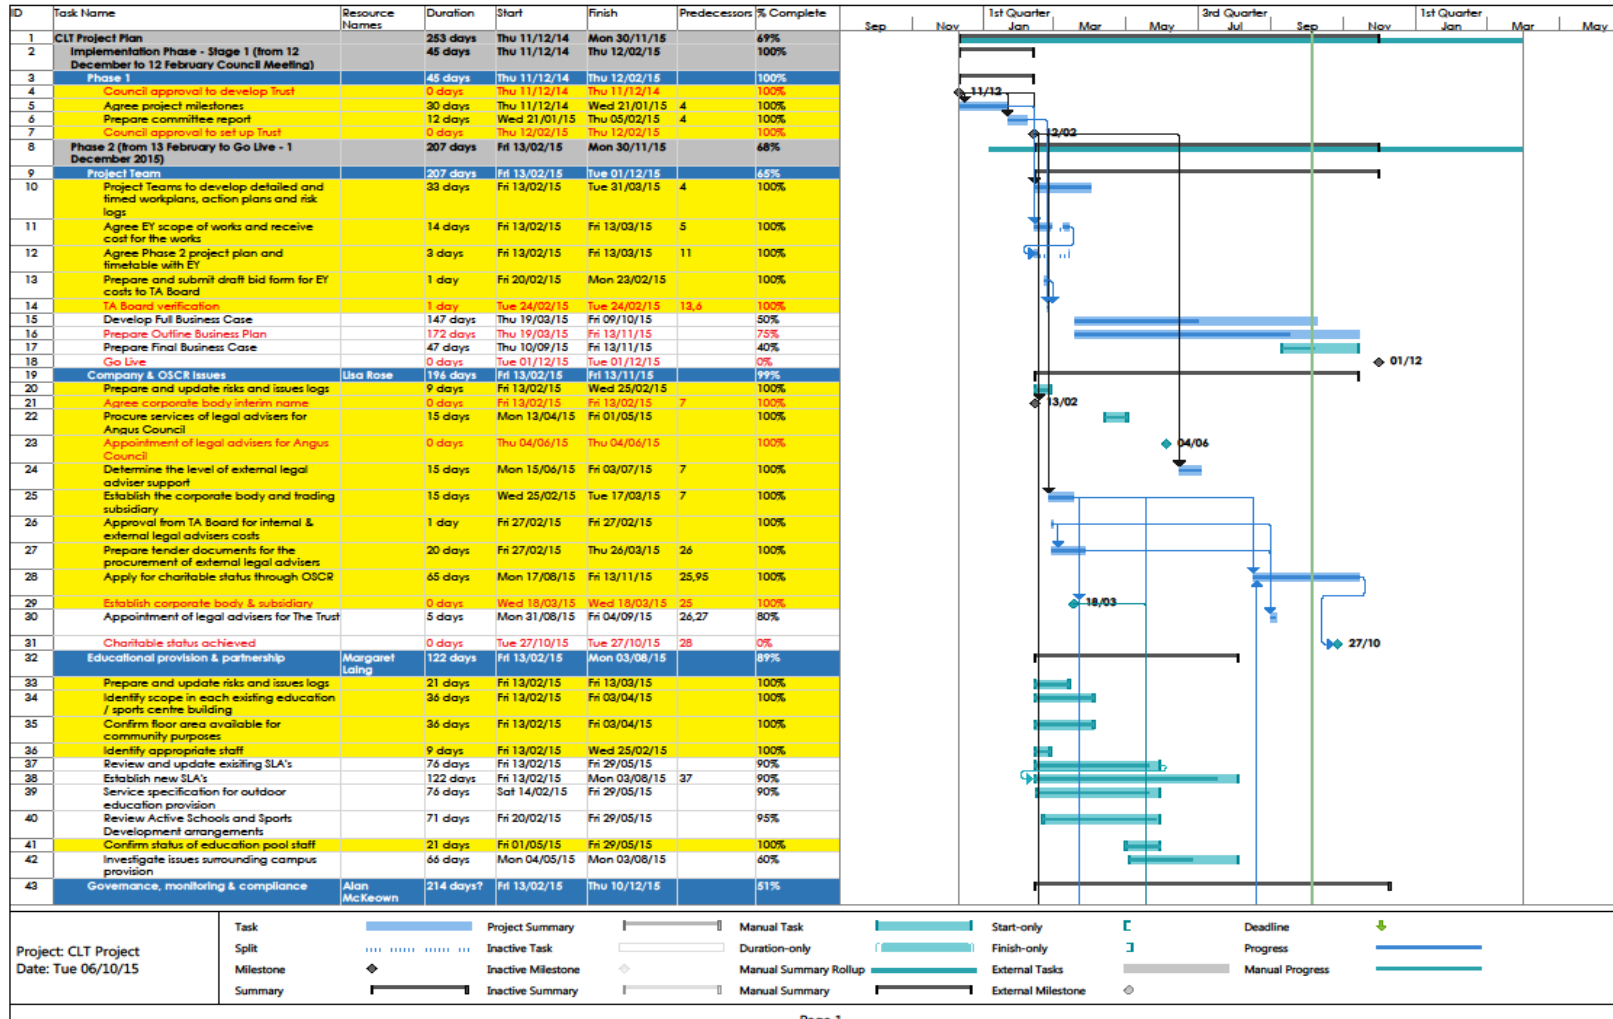 ID Task Name Resource Names Duration Start Finish Predecessors % Complete
1st Quarter 3rd Quarter 1st Quarter
Sep Nov Jan Mar May Jul Sep Nov Jan Mar May
1 CLT Project Plan 253 days Thu 11/12/14 Mon 30/11/15 69%
2 Implementation Phase - Stage 1 (from 12 45 days Thu 11/12/14 Thu 12/02/15 100%
December to 12 February Council Meeting)
3 Phase 1 45 days Thu 11/12/14 Thu 12/02/15 100%
4 Council approval to develop Trust 0 days Thu 11/12/14 Thu 11/12/14 100% 11/12
5 Agree project milestones 30 days Thu 11/12/14 Wed 21/01/15 4 100%
6 Prepare committee report 12 days Wed 21/01/15 Thu 05/02/15 4 100%
7 Council approval to set up Trust 0 days Thu 12/02/15 Thu 12/02/15 100% 12/02
8 Phase 2 (from 13 February to Go Live - 1 207 days Fri 13/02/15 Mon 30/11/15 68%
December 2015)
9 Project Team 207 days Fri 13/02/15 Tue 01/12/15 65%
10 Project Teams to develop detailed and 33 days Fri 13/02/15 Tue 31/03/15 4 100%
timed workplans, action plans and risk
logs
11 Agree EY scope of works and receive 14 days Fri 13/02/15 Fri 13/03/15 5 100%
cost for the works
12 Agree Phase 2 project plan and 3 days Fri 13/02/15 Fri 13/03/15 11 100%
timetable with EY
13 Prepare and submit draft bid form for EY 1 day Fri 20/02/15 Mon 23/02/15 100%
costs to TA Board
14 TA Board verification 1 day Tue 24/02/15 Tue 24/02/15 13,6 100%
15 Develop Full Business Case 147 days Thu 19/03/15 Fri 09/10/15 50%
16 Prepare Outline Business Plan 172 days Thu 19/03/15 Fri 13/11/15 75%
17 Prepare Final Business Case 47 days Thu 10/09/15 Fri 13/11/15 40%
18 Go Live 0 days Tue 01/12/15 Tue 01/12/15 0% 01/12
19 Company & OSCR Issues Lisa Rose 196 days Fri 13/02/15 Fri 13/11/15 99%
20 Prepare and update risks and issues logs 9 days Fri 13/02/15 Wed 25/02/15 100%
21 Agree corporate body interim name 0 days Fri 13/02/15 Fri 13/02/15 7 100% 13/02
22 Procure services of legal advisers for 15 days Mon 13/04/15 Fri 01/05/15 100%
Angus Council
23 Appointment of legal advisers for Angus 0 days Thu 04/06/15 Thu 04/06/15 100% 04/06
Council
24 Determine the level of external legal 15 days Mon 15/06/15 Fri 03/07/15 7 100%
adviser support
25 Establish the corporate body and trading 15 days Wed 25/02/15 Tue 17/03/15 7 100%
subsidiary
26 Approval from TA Board for internal & 1 day Fri 27/02/15 Fri 27/02/15 100%
external legal advisers costs
27 Prepare tender documents for the 20 days Fri 27/02/15 Thu 26/03/15 26 100%
procurement of external legal advisers
28 Apply for charitable status through OSCR 65 days Mon 17/08/15 Fri 13/11/15 25,95 100%
29 Establish corporate body & subsidiary 0 days Wed 18/03/15 Wed 18/03/15 25 100% 18/03
30 Appointment of legal advisers for The Trust 5 days Mon 31/08/15 Fri 04/09/15 26,27 80%
31 Charitable status achieved 0 days Tue 27/10/15 Tue 27/10/15 28 0% 27/10
32 Educational provision & partnership Margaret Laing 122 days Fri 13/02/15 Mon 03/08/15 89%
33 Prepare and update risks and issues logs 21 days Fri 13/02/15 Fri 13/03/15 100%
34 Identify scope in each existing education 36 days Fri 13/02/15 Fri 03/04/15 100%
/ sports centre building
35 Confirm floor area available for 36 days Fri 13/02/15 Fri 03/04/15 100%
community purposes
36 Identify appropriate staff 9 days Fri 13/02/15 Wed 25/02/15 100%
37 Review and update exisiting SLA's 76 days Fri 13/02/15 Fri 29/05/15 90%
38 Establish new SLA's 122 days Fri 13/02/15 Mon 03/08/15 37 90%
39 Service specification for outdoor 76 days Sat 14/02/15 Fri 29/05/15 90%
education provision
40 Review Active Schools and Sports 71 days Fri 20/02/15 Fri 29/05/15 95%
Development arrangements
41 Confirm status of education pool staff 21 days Fri 01/05/15 Fri 29/05/15 100%
42 Investigate issues surrounding campus 66 days Mon 04/05/15 Mon 03/08/15 60%
provision
43 Governance, monitoring & compliance Alan McKeown 214 days? Fri 13/02/15 Thu 10/12/15 51%
Project: CLT Project
Date: Tue 06/10/15
Task Project Summary Manual Task Start-only Deadline
Split Inactive Task Duration-only Finish-only Progress
Milestone Inactive Milestone Manual Summary Rollup External Tasks Manual Progress
Summary Inactive Summary Manual Summary External Milestone
Page 1